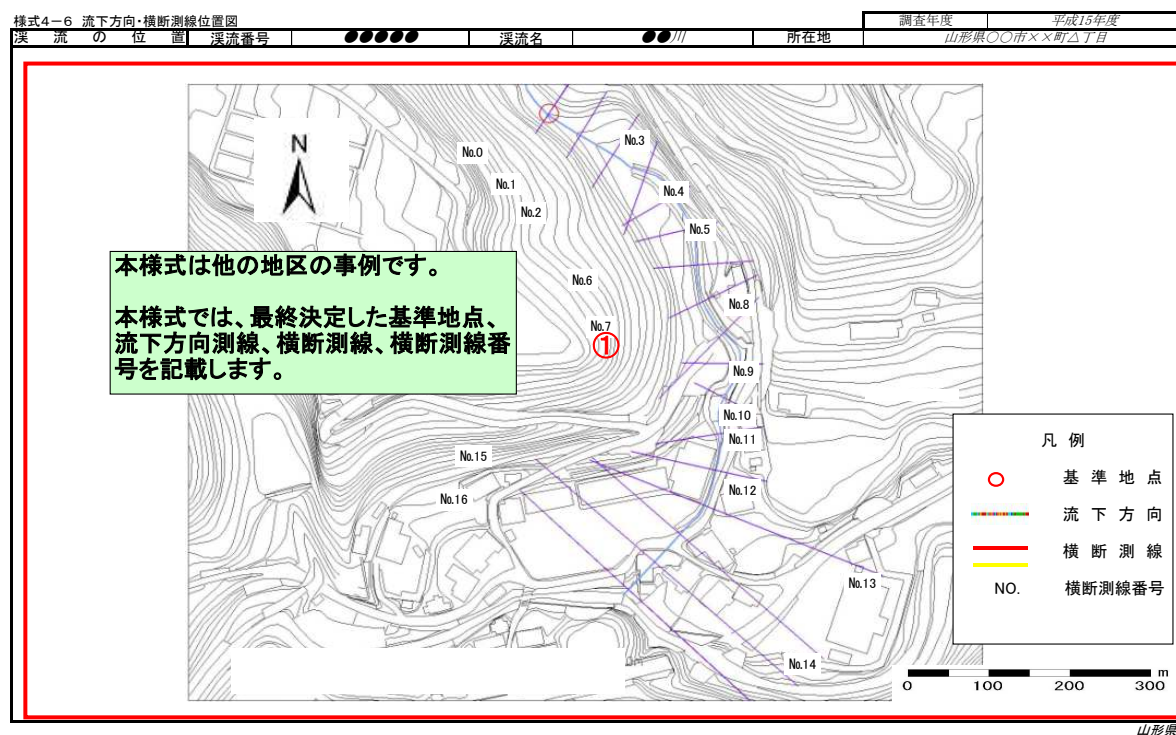 様式4-6 流下方向・横断測線位置図
調査年度 平成15年度
渓流の位置 渓流番号 ●●●●● 渓流名 ●●川 所在地 山形県○○市××町△丁目
N
No.0
No.1
No.2
No.3
No.4
No.5
No.6
No.7
①
No.8
No.9
No.10
No.11
No.12
No.13
No.14
No.15
No.16
本様式は他の地区の事例です。
本様式では、最終決定した基準地点、
流下方向測線、横断測線、横断測線番
号を記載します。
凡 例
基 準 地 点
流 下 方 向
横 断 測 線
NO. 横断測線番号
m
0 100 200 300
山形県